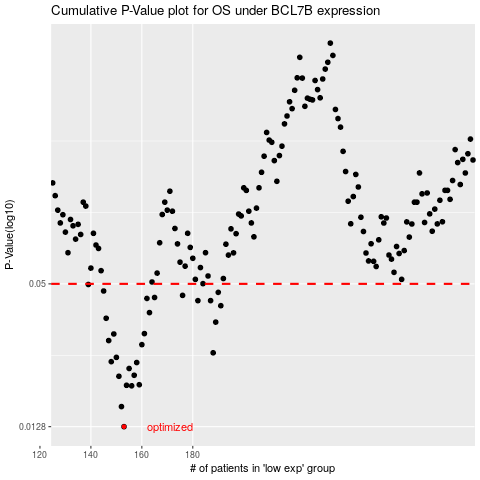 Cumulative P-Value plot for OS under BCL7B expression
P-Value(log10)
0.05
0.0128
optimized
120 140 160 180
# of patients in 'low exp' group